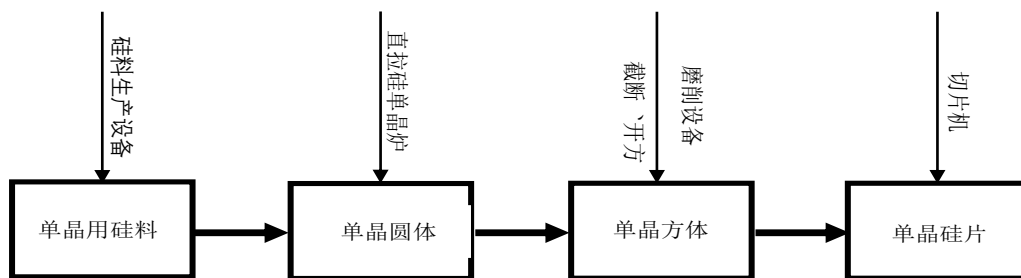 硅料生产设备
直拉硅单晶炉
磨削设备
截断、开方
切片机
单晶用硅料
单晶圆体
单晶方体
单晶硅片